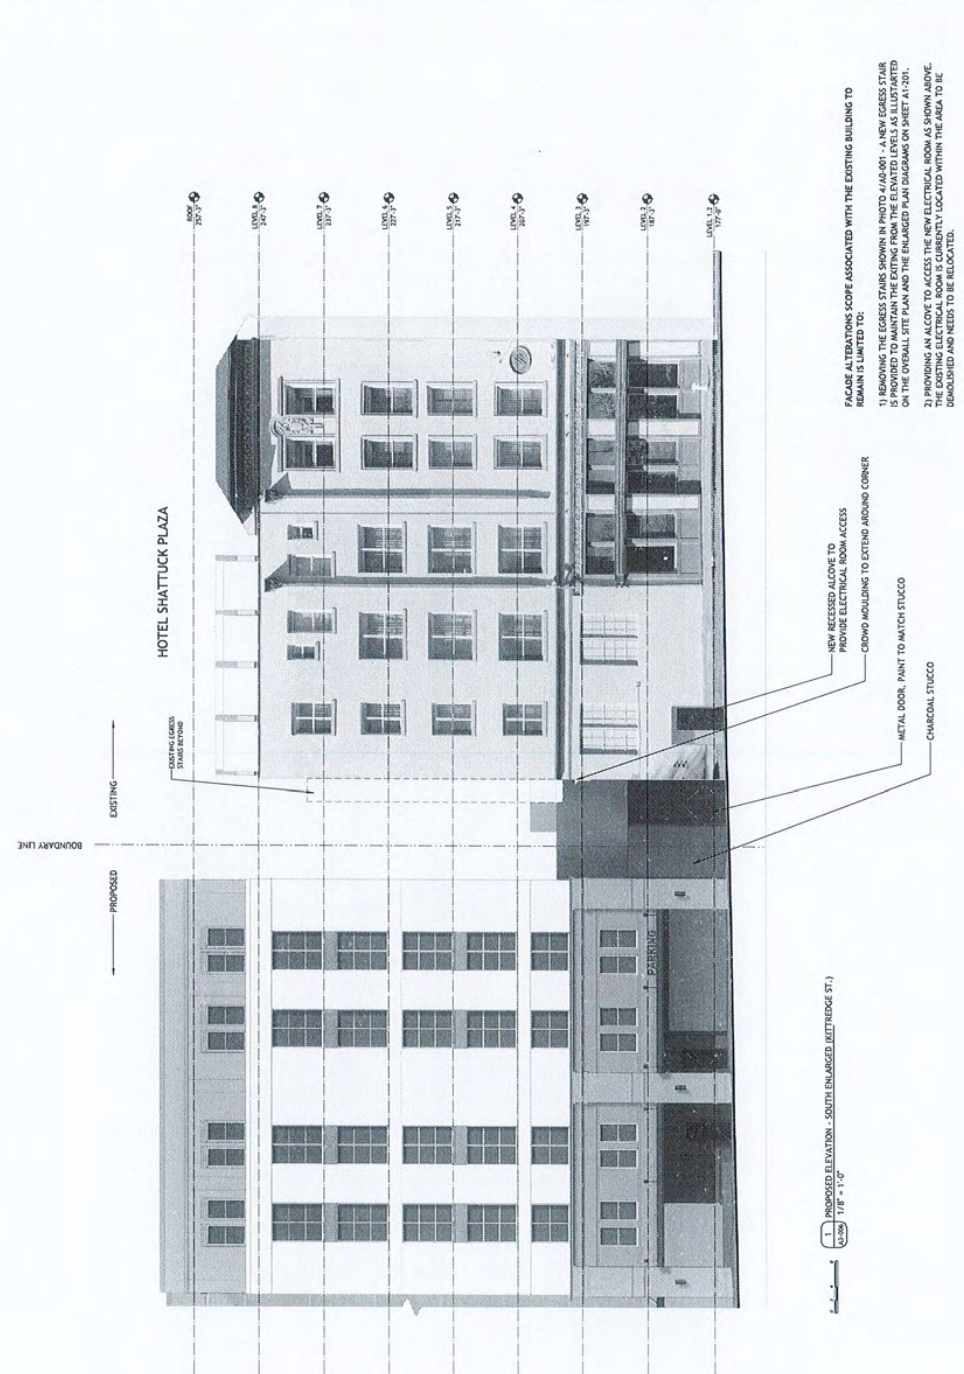 HOTEL SHATTUCK PLAZA
BOUNDARY LINE
PROPOSED
EXISTING
EXISTING EGRESS
STAIRS BEYOND
ROOF
257'-3"
LEVEL 8
247'-3"
LEVEL 7
237'-3"
LEVEL 6
227'-3"
LEVEL 5
217'-3"
LEVEL 4
207'-3"
LEVEL 3
197'-3"
LEVEL 2
187'-3"
LEVEL 1.2
177'-0"
PARKING
NEW RECESSED ALCOVE TO
PROVIDE ELECTRICAL ROOM ACCESS
CROWD MOULDING TO EXTEND AROUND CORNER
METAL DOOR, PAINT TO MATCH STUCCO
CHARCOAL STUCCO
FACADE ALTERATIONS SCOPE ASSOCIATED WITH THE EXISTING BUILDING TO
REMAIN IS LIMITED TO:
1) REMOVING THE EGRESS STAIRS SHOWN IN PHOTO 4/A0-001 - A NEW EGRESS STAIR
IS PROVIDED TO MAINTAIN THE EXITING FROM THE ELEVATED LEVELS AS ILLUSTARTED
ON THE OVERALL SITE PLAN AND THE ENLARGED PLAN DIAGRAMS ON SHEET A1-201.
2) PROVIDING AN ALCOVE TO ACCESS THE NEW ELECTRICAL ROOM AS SHOWN ABOVE.
THE EXISTING ELECTRICAL ROOM IS CURRENTLY LOCATED WITHIN THE AREA TO BE
DEMOLISHED AND NEEDS TO BE RELOCATED.
1
A3-006
PROPOSED ELEVATION - SOUTH ENLARGED (KITTREDGE ST.)
1/8" = 1'-0"